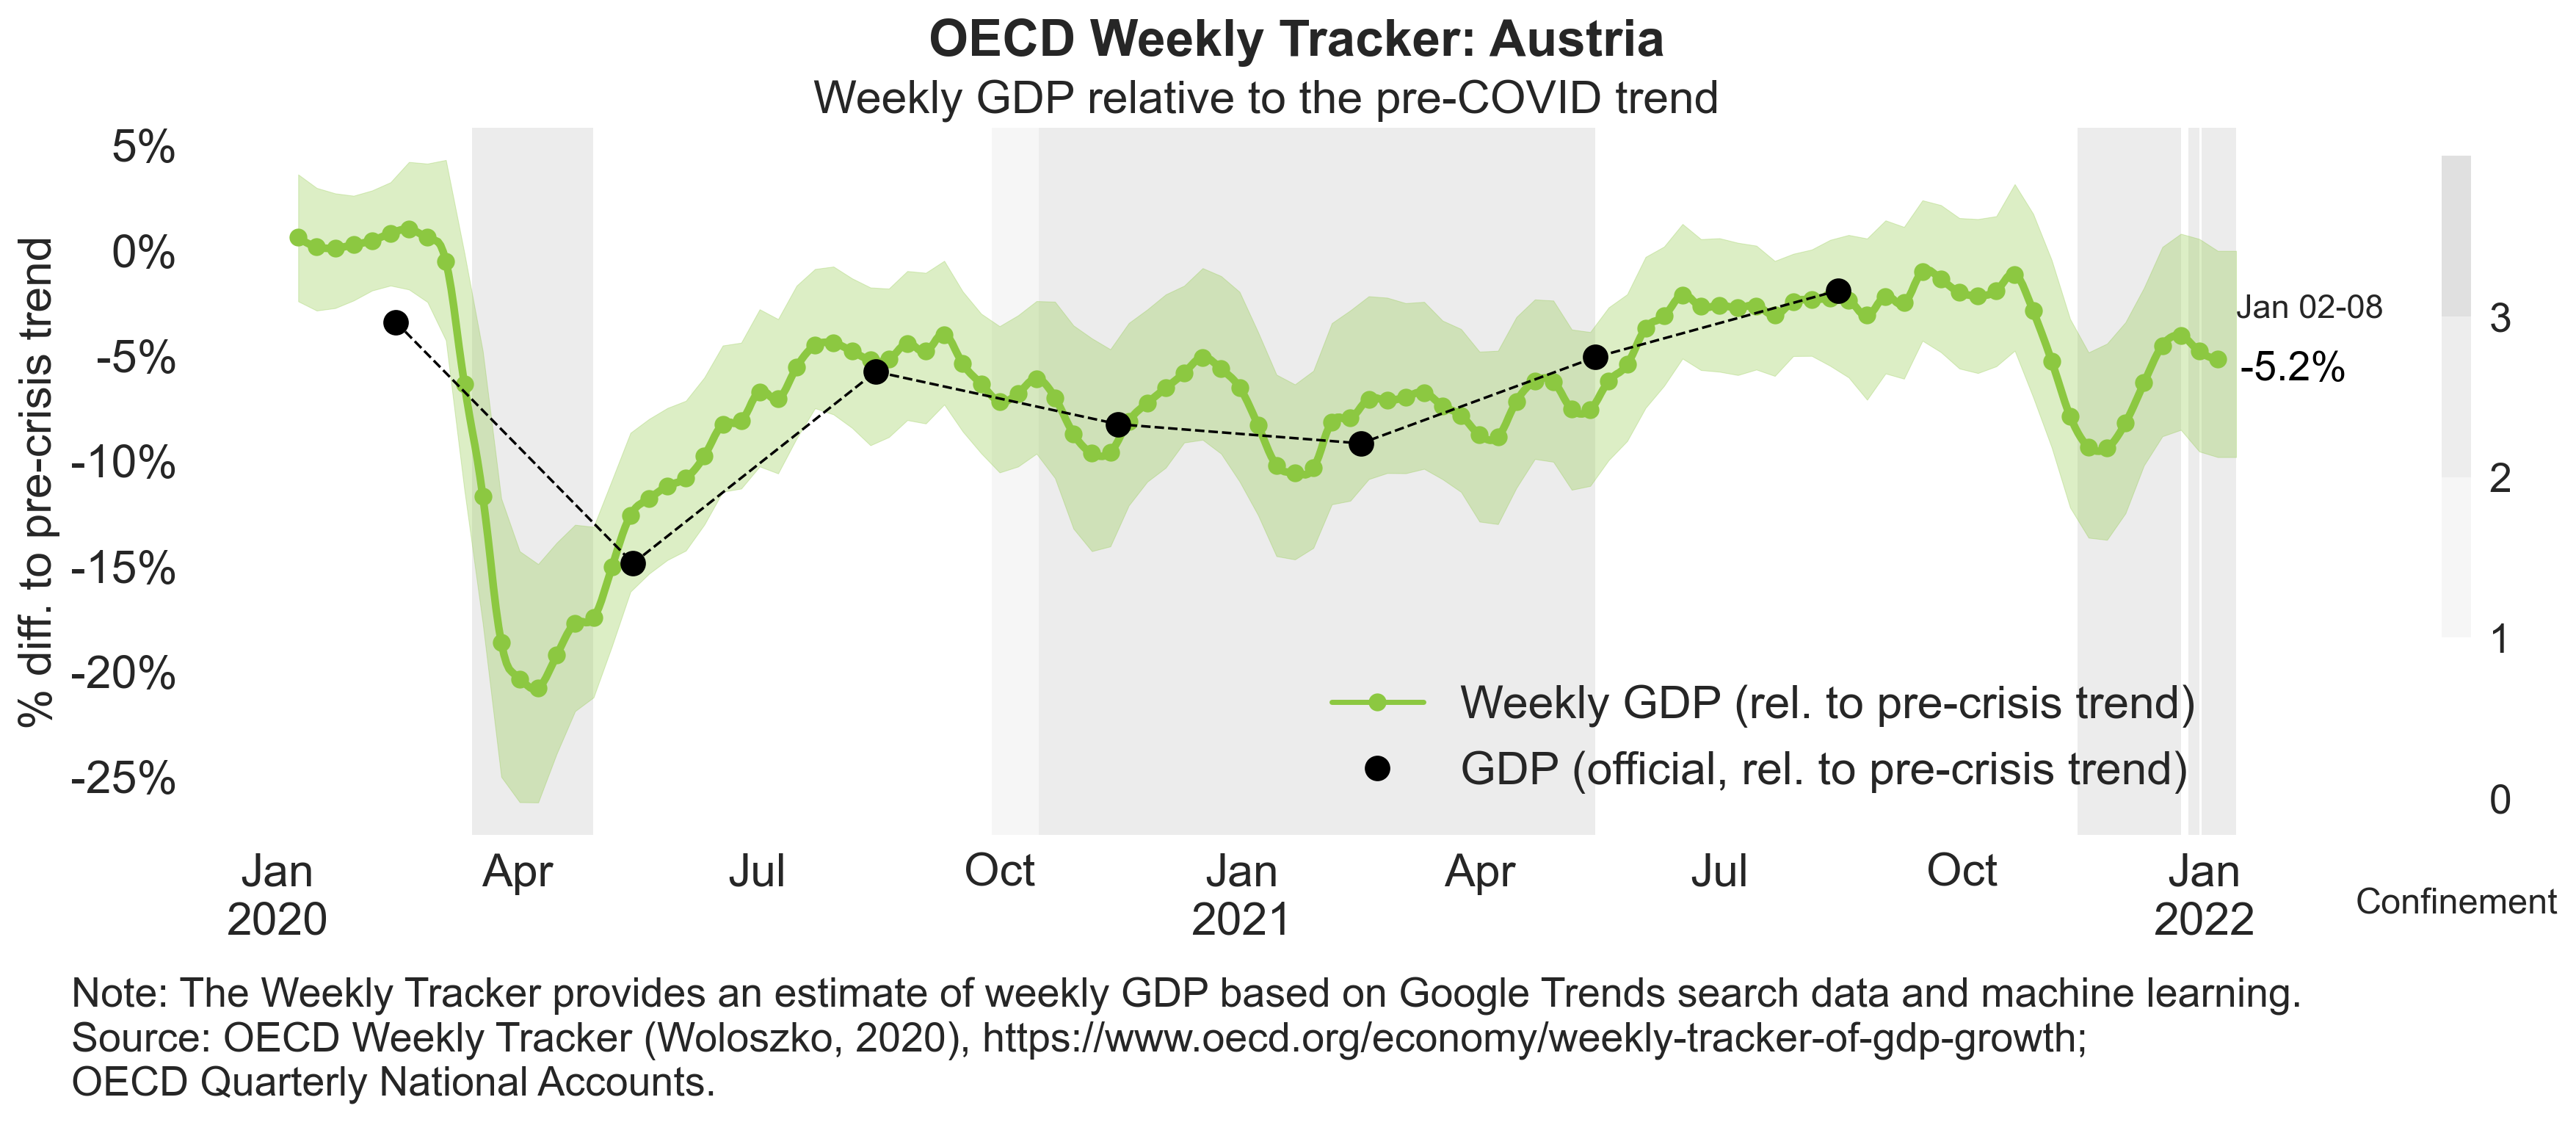 OECD Weekly Tracker: Austria
Weekly GDP relative to the pre-COVID trend
% diff. to pre-crisis trend
5%
0%
-5%
-10%
-15%
-20%
-25%
Jan 02-08
-5.2%
Weekly GDP (rel. to pre-crisis trend)
GDP (official, rel. to pre-crisis trend)
3
2
1
0
Confinement
Jan Apr Jul Oct Jan Apr Jul Oct Jan
2020 2021 2022
Note: The Weekly Tracker provides an estimate of weekly GDP based on Google Trends search data and machine learning.
Source: OECD Weekly Tracker (Woloszko, 2020), https://www.oecd.org/economy/weekly-tracker-of-gdp-growth;
OECD Quarterly National Accounts.